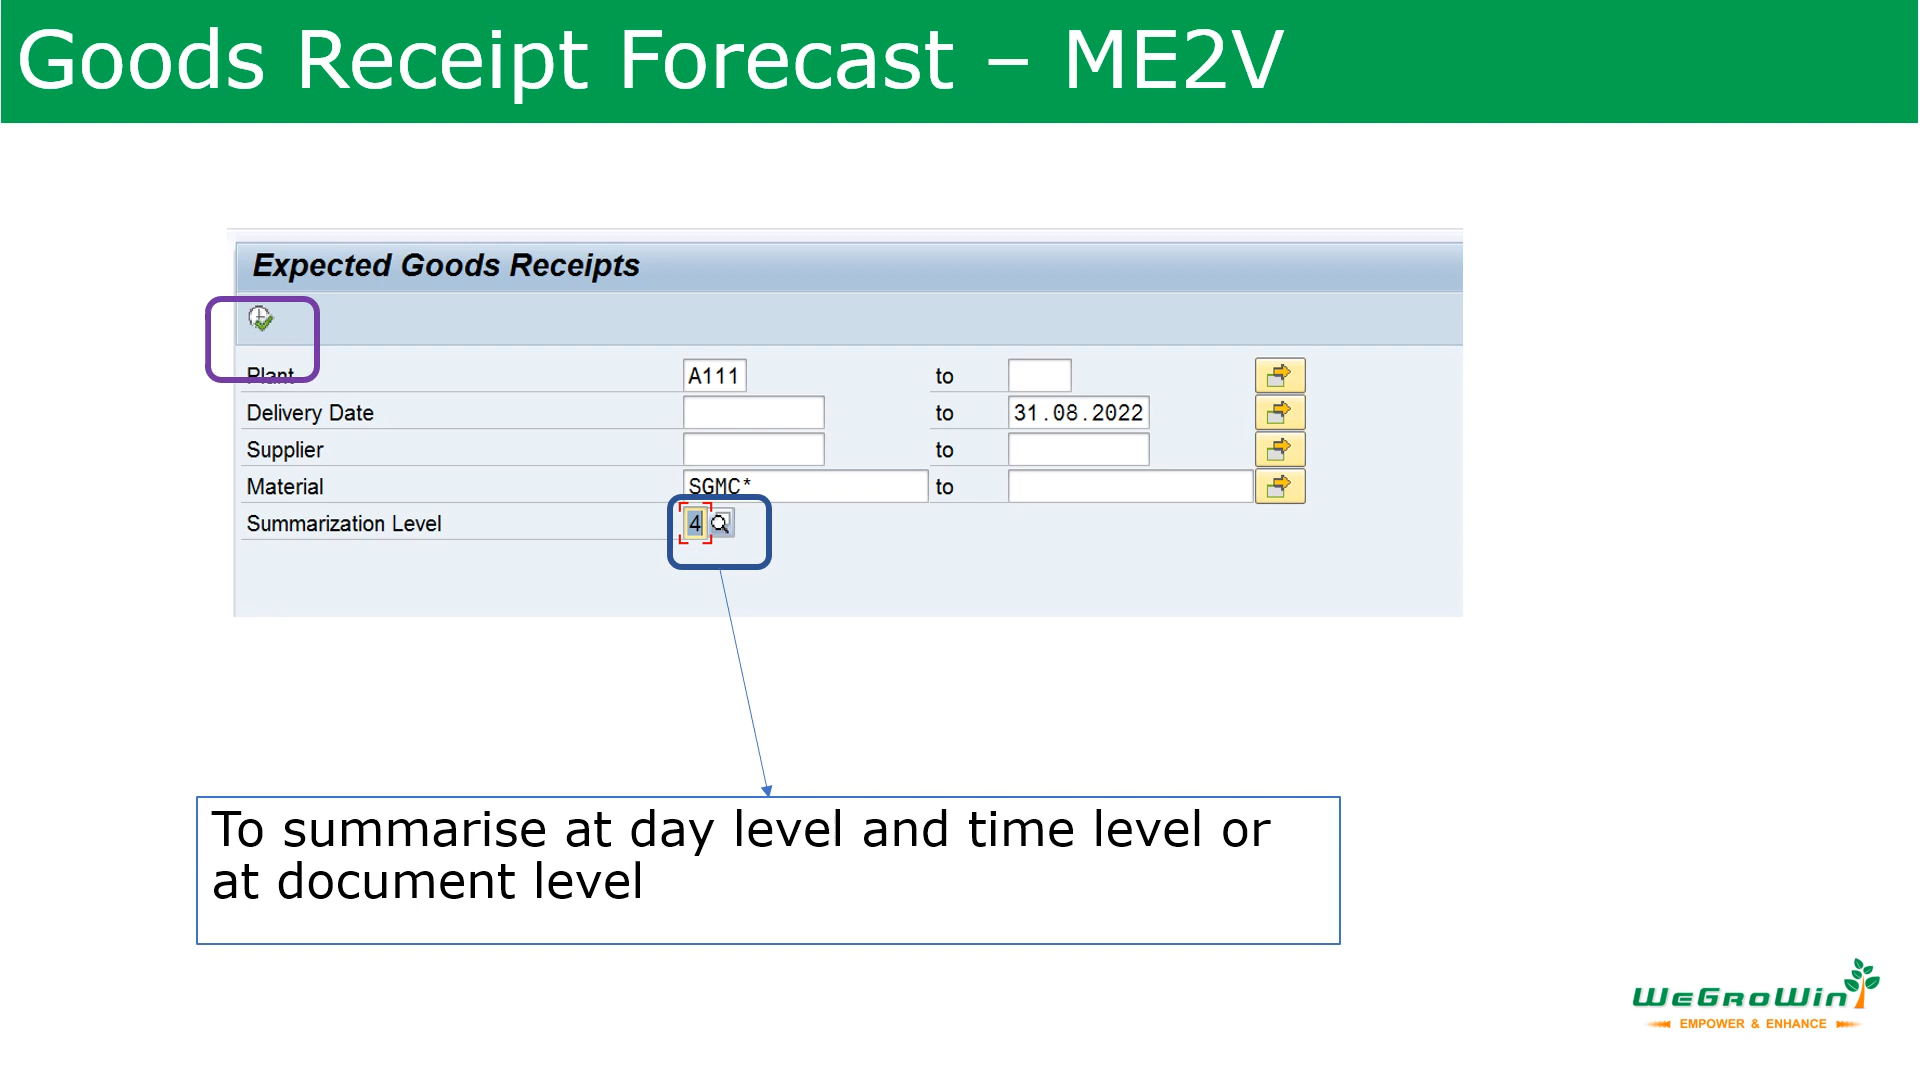 Goods Receipt Forecast – ME2V
Expected Goods Receipts
Plant A111 to
Delivery Date to 31.08.2022
Supplier to
Material SGMC* to
Summarization Level 4
To summarise at day level and time level or
at document level
WeGroWin
EMPOWER & ENHANCE